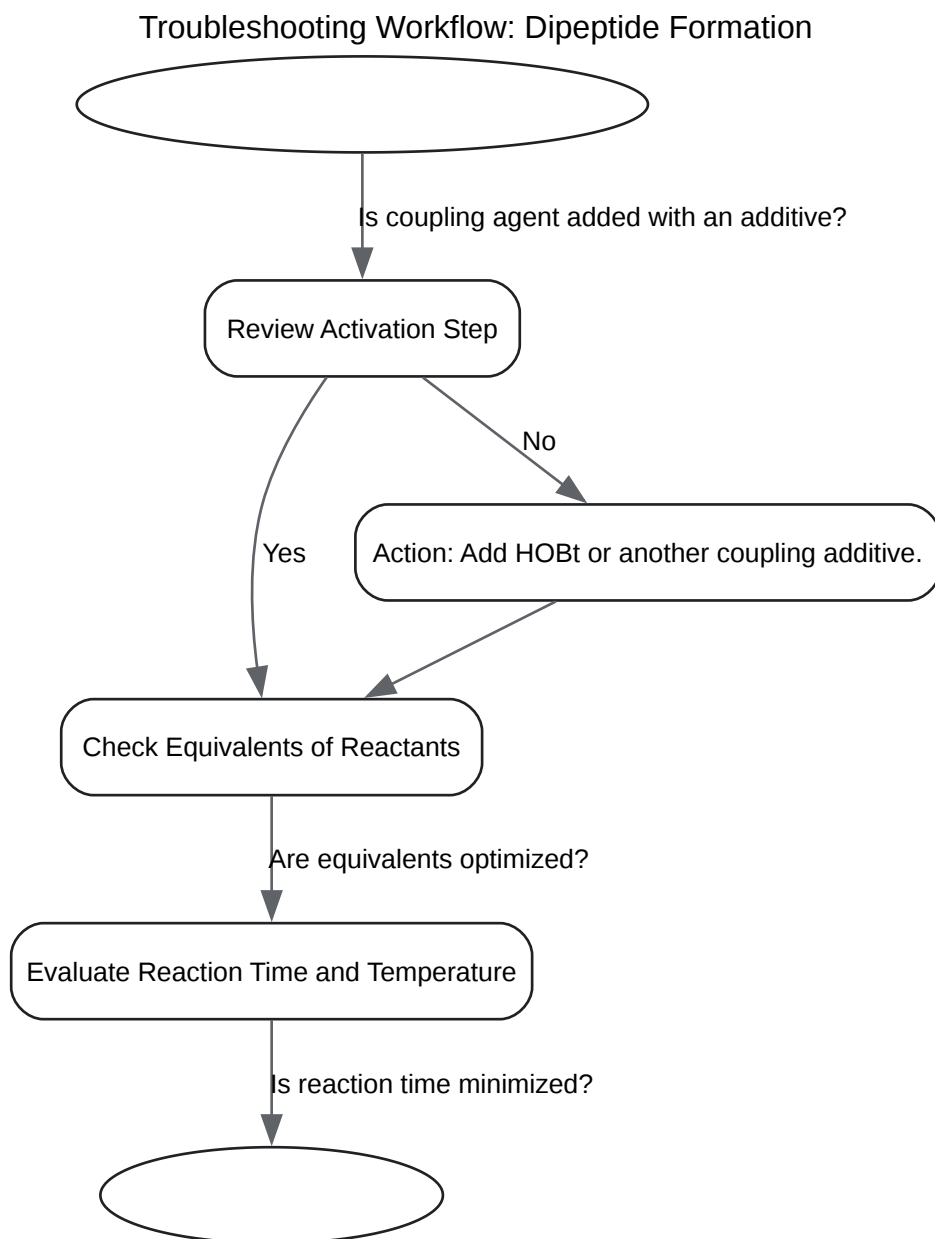 Troubleshooting Workflow: Dipeptide Formation
Is coupling agent added with an additive?
Review Activation Step
No
Yes
Action: Add HOBt or another coupling additive.
Check Equivalents of Reactants
Are equivalents optimized?
Evaluate Reaction Time and Temperature
Is reaction time minimized?